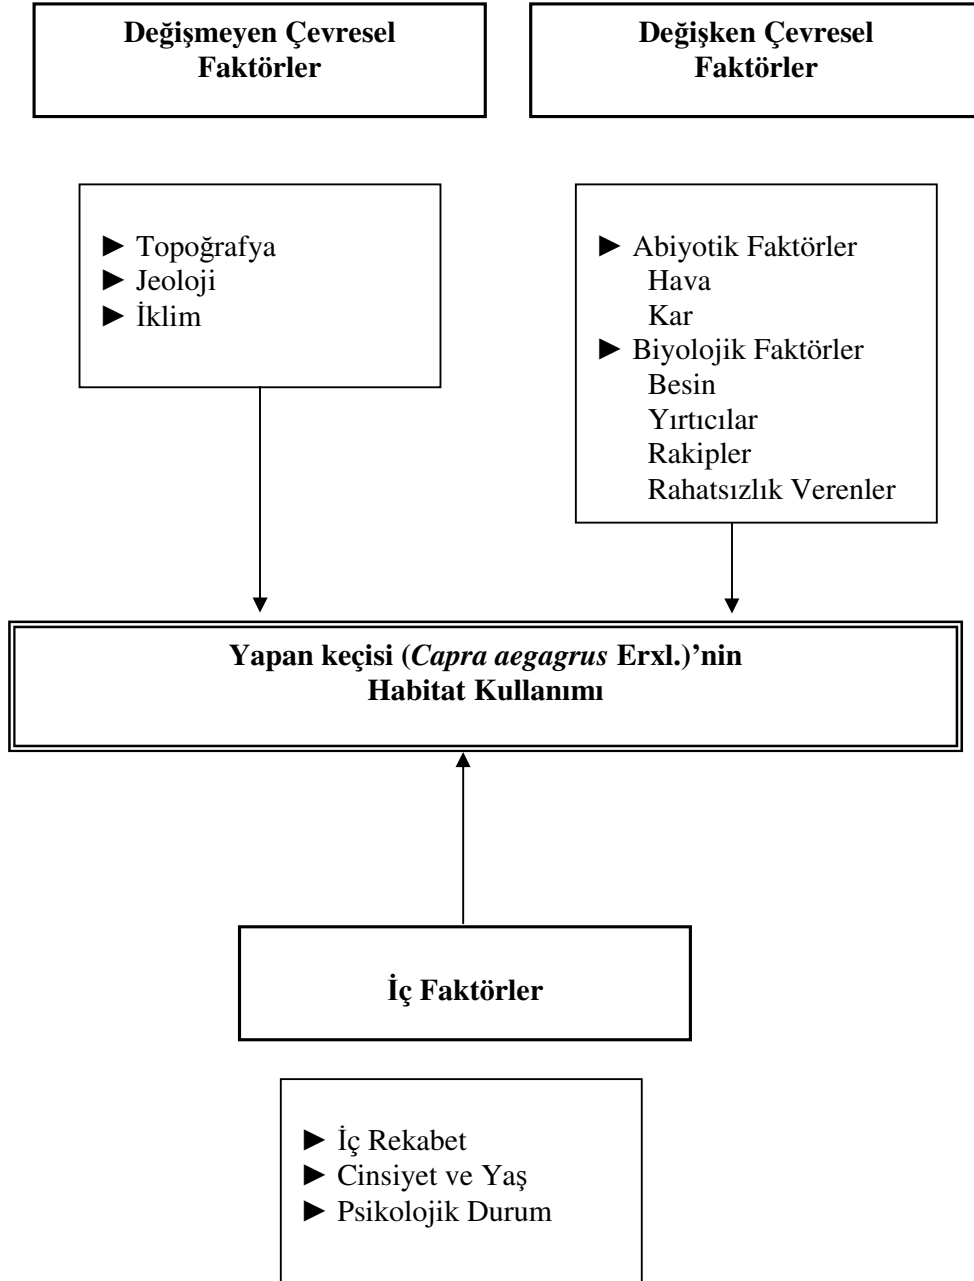 Değişmeyen Çevresel
Faktörler
Değişken Çevresel
Faktörler
► Topoğrafya
► Jeoloji
► İklim
► Abiyotik Faktörler
Hava
Kar
► Biyolojik Faktörler
Besin
Yırtıcılar
Rakipler
Rahatsızlık Verenler
Yapan keçisi (Capra aegagrus Erxl.)’nin
Habitat Kullanımı
İç Faktörler
► İç Rekabet
► Cinsiyet ve Yaş
► Psikolojik Durum